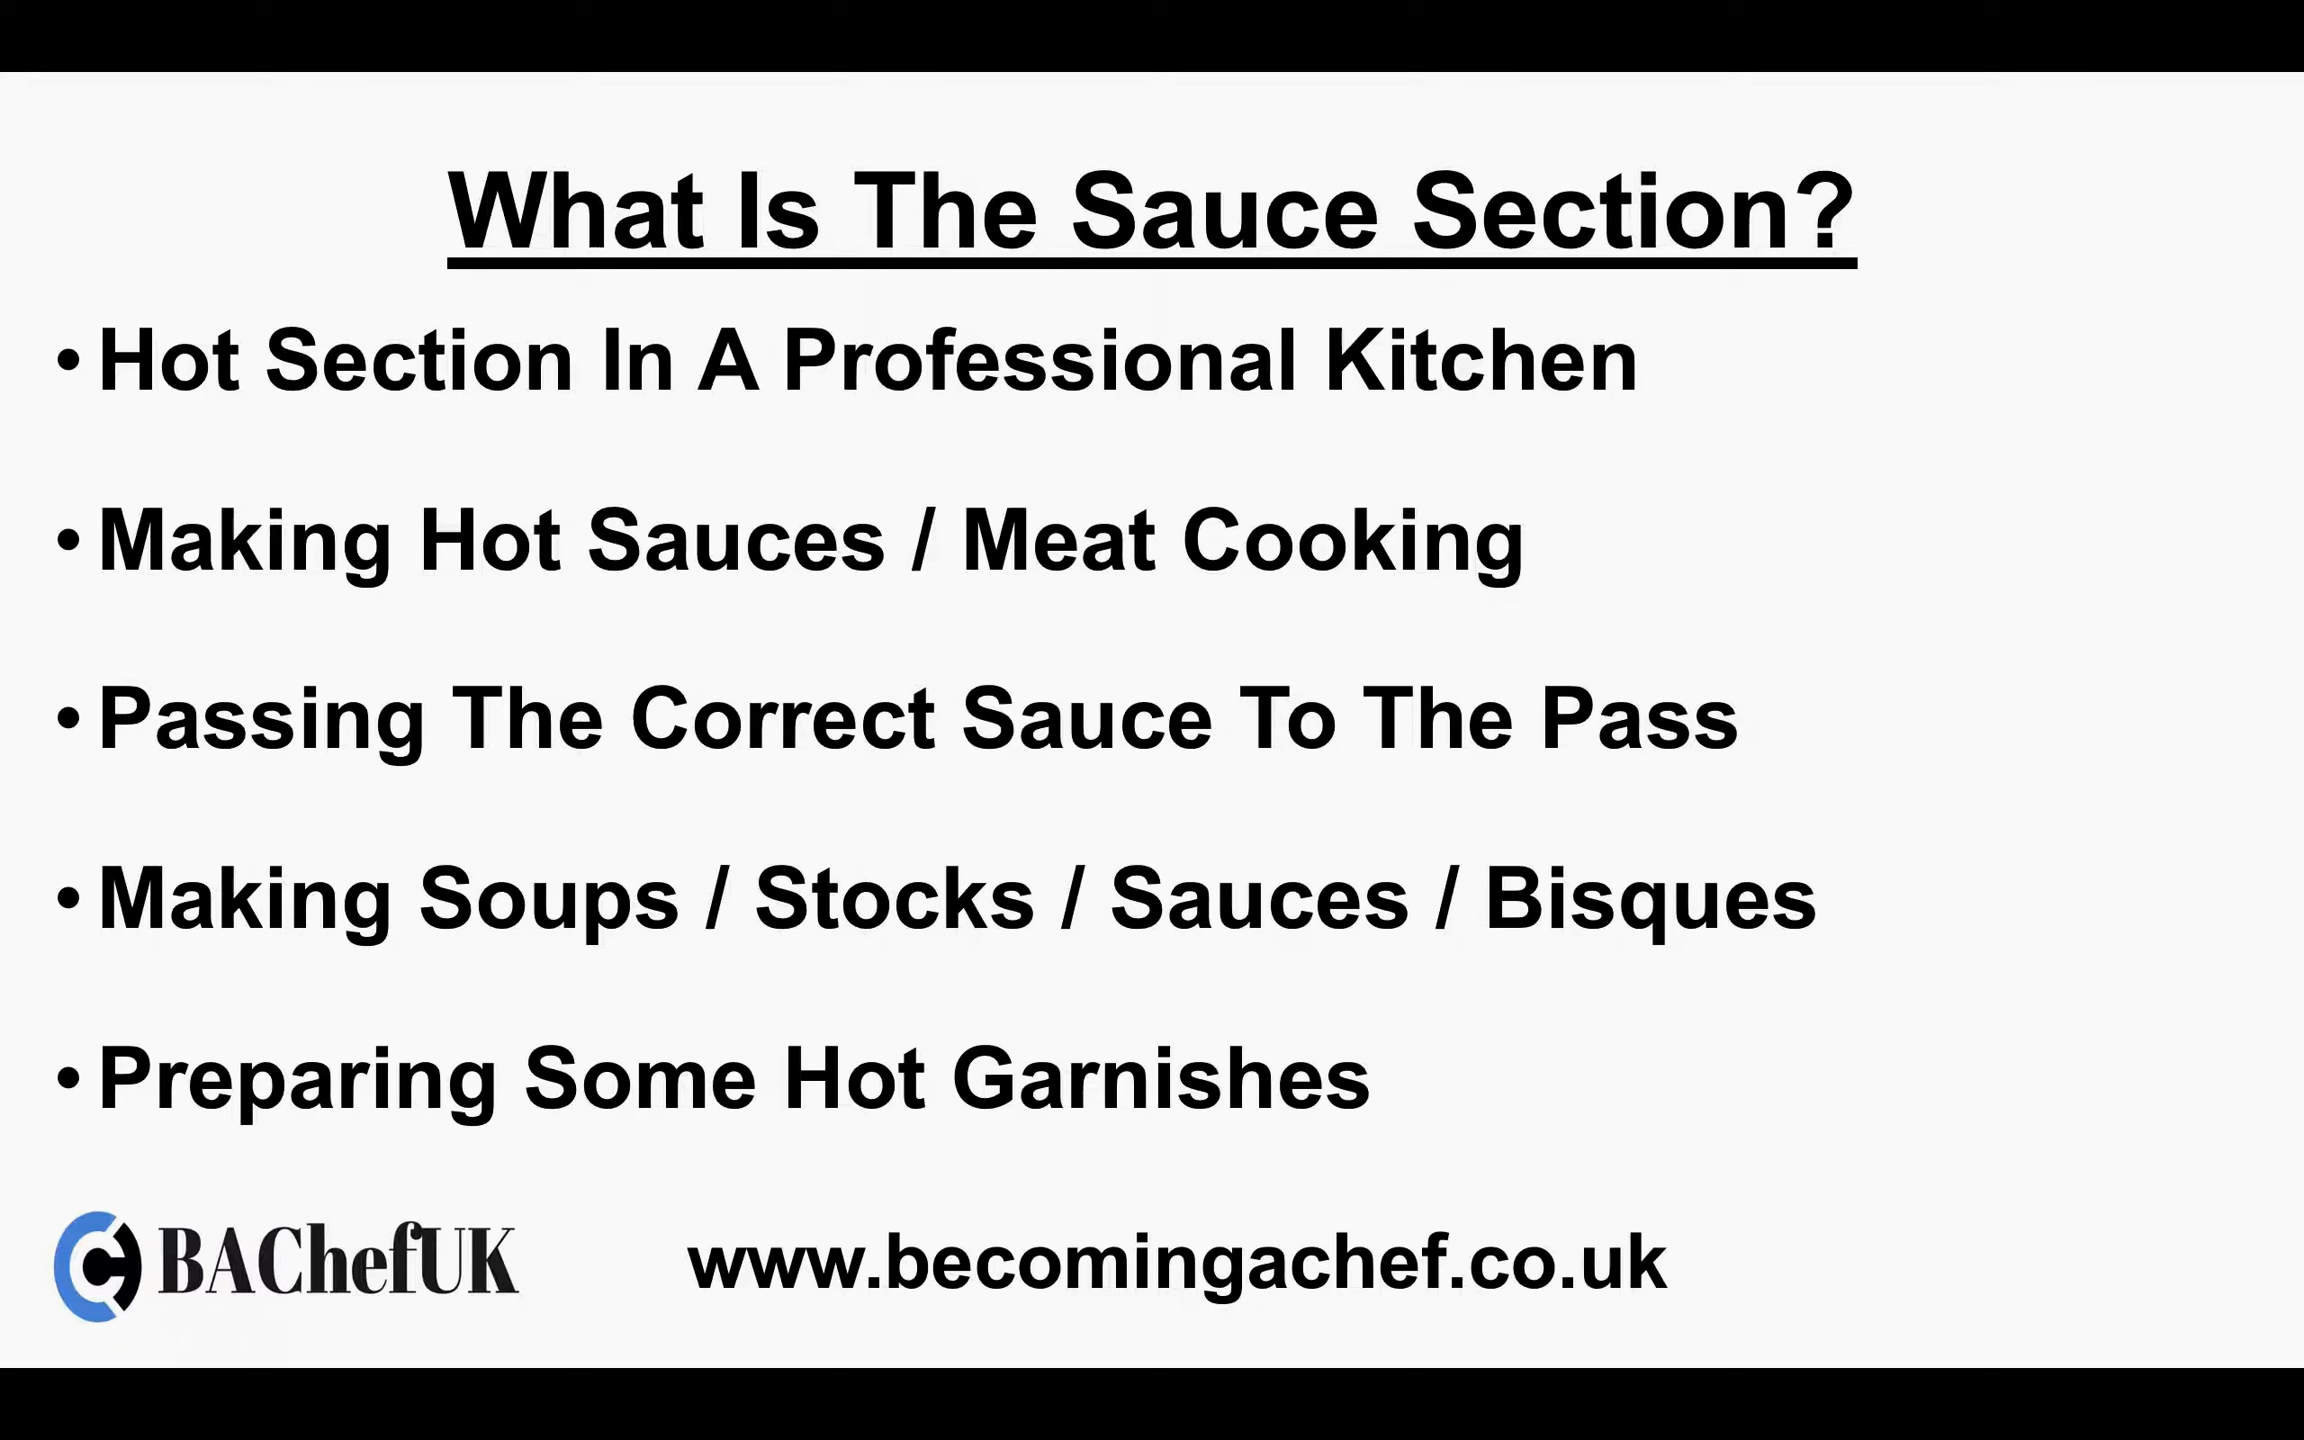 What Is The Sauce Section?
• Hot Section In A Professional Kitchen
• Making Hot Sauces / Meat Cooking
• Passing The Correct Sauce To The Pass
• Making Soups / Stocks / Sauces / Bisques
• Preparing Some Hot Garnishes
BAChefUK
www.becomingachef.co.uk